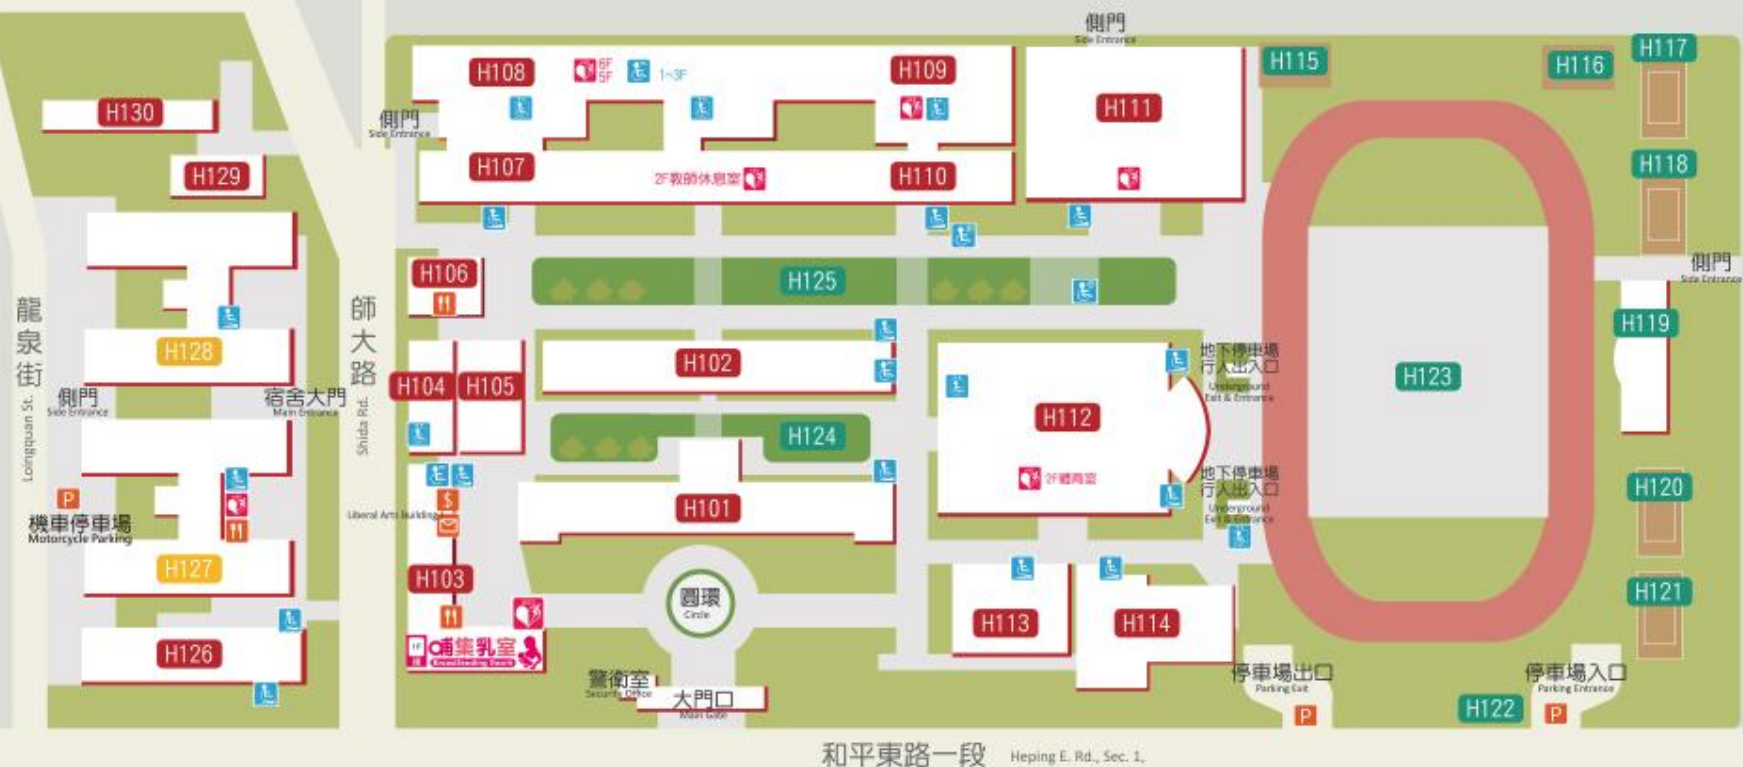 側門
Side Entrance
H108
6F
5F
1~3F
H109
H111
H115
H116
H117
H130
側門
Side Entrance
H129
H107
2F教師休息室
H110
H118
H106
H125
側門
Side Entrance
龍泉街
Loingquan St.
師大路
Shida Rd.
H128
H119
H104
H105
H102
地下停車場
行人出入口
Underground
Exit & Entrance
H123
側門
Side Entrance
宿舍大門
Main Entrance
H112
H124
2F體育室
地下停車場
行人出入口
Underground
Exit & Entrance
H120
P
機車停車場
Motorcycle Parking
$
Liberal Arts Building
H101
H127
H103
圓環
Circle
H113
H114
H121
H126
1F
哺集乳室
Breastfeeding Room
警衛室
Security Office
大門口
Main Gate
停車場出口
Parking Exit
P
H122
停車場入口
Parking Entrance
P
和平東路一段 Heping E. Rd., Sec. 1,